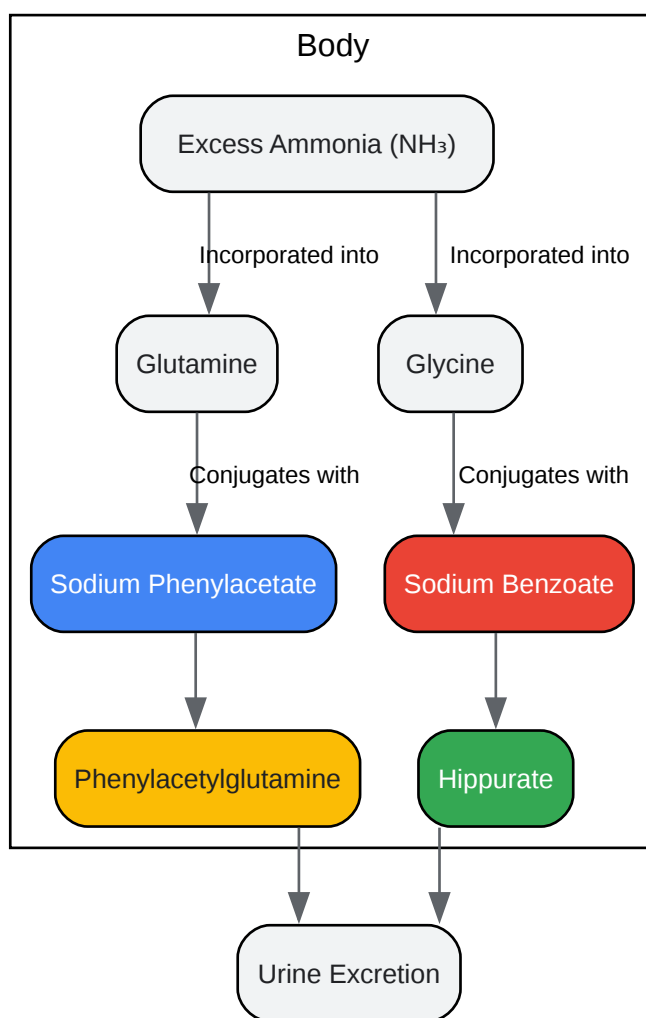 Body
Excess Ammonia (NH₃)
Incorporated into
Incorporated into
Glutamine
Glycine
Conjugates with
Conjugates with
Sodium Phenylacetate
Sodium Benzoate
Phenylacetylglutamine
Hippurate
Urine Excretion